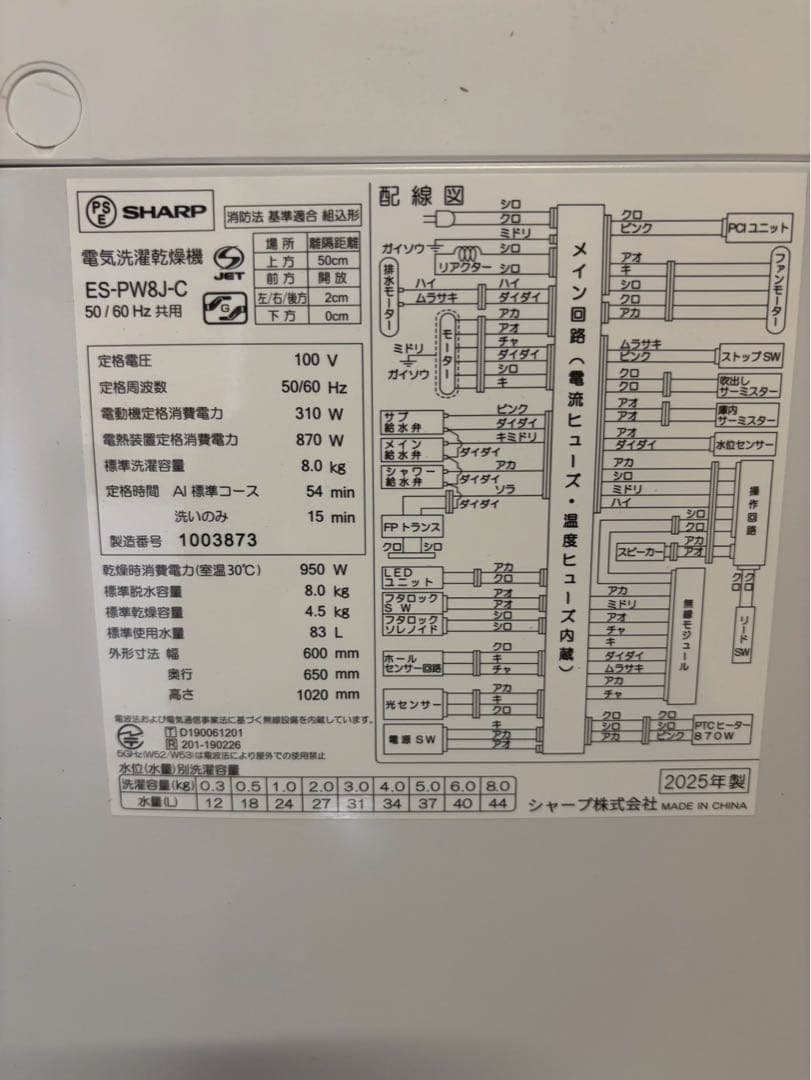 PSE SHARP
消防法 基準適合 組込形
電気洗濯乾燥機
JET
ES-PW8J-C
50/60 Hz 共用
G
場所 離隔距離
上方 50cm
前方 開放
左/右/後方 2cm
下方 0cm
定格電圧 100 V
定格周波数 50/60 Hz
電動機定格消費電力 310 W
電熱装置定格消費電力 870 W
標準洗濯容量 8.0 kg
定格時間 AI 標準コース 54 min
洗いのみ 15 min
製造番号 1003873
乾燥時消費電力(室温30℃) 950 W
標準脱水容量 8.0 kg
標準乾燥容量 4.5 kg
標準使用水量 83 L
外形寸法 幅 600 mm
奥行 650 mm
高さ 1020 mm
電波法および電気通信事業法に基づく無線設備を内蔵しています。
T D190061201
R 201-190226
5GHz(W52/W53)は電波法により屋外での使用禁止
水位(水量)別洗濯容量
洗濯容量(kg) 0.3 0.5 1.0 2.0 3.0 4.0 5.0 6.0 8.0
水量(L) 12 18 24 27 31 34 37 40 44
配線図
シロ
クロ
ミドリ
ガイソウ シロ
リアクター シロ
排水モーター
ハイ ハイ
ムラサキ ダイダイ
モーター
アカ
アオ
チャ
ダイダイ
シロ
キ
ミドリ
ガイソウ
サブ給水弁
ピンク
ダイダイ
メイン給水弁
キミドリ
ダイダイ
シャワー給水弁
アカ
ダイダイ
ソラ
ダイダイ
FPトランス
クロ シロ
LEDユニット
アカ
クロ
フタロックSW
アオ
アオ
フタロックソレノイド
シロ
シロ
ホールセンサー回路
クロ
キ
チャ
光センサー
アカ
キ
クロ
電源SW
キ
アカ
アオ
メイン回路(電流ヒューズ・温度ヒューズ内蔵)
クロ
ピンク
PCIユニット
アオ
キ
シロ
クロ
アカ
ファンモーター
ムラサキ
ピンク
ストップSW
クロ
クロ
吹出しサーミスター
アオ
アオ
庫内サーミスター
アオ
ダイダイ
水位センサー
アカ
シロ
ミドリ
ハイ
操作回路
シロ
クロ
スピーカー
アカ
アオ
クロ
クロ
リードSW
アカ
ミドリ
アオ
チャ
キ
ダイダイ
ムラサキ
アカ
チャ
無線モジュール
クロ クロ
シロ シロ
アカ ピンク
PTCヒーター
870W
2025年製
シャープ株式会社 MADE IN CHINA